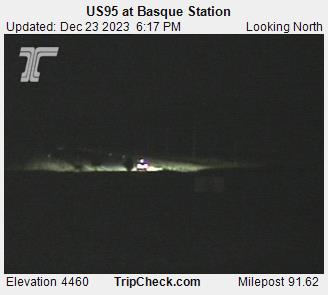 US95 at Basque Station
Updated: Dec 23 2023 6:17 PM Looking North
Elevation 4460 TripCheck.com Milepost 91.62